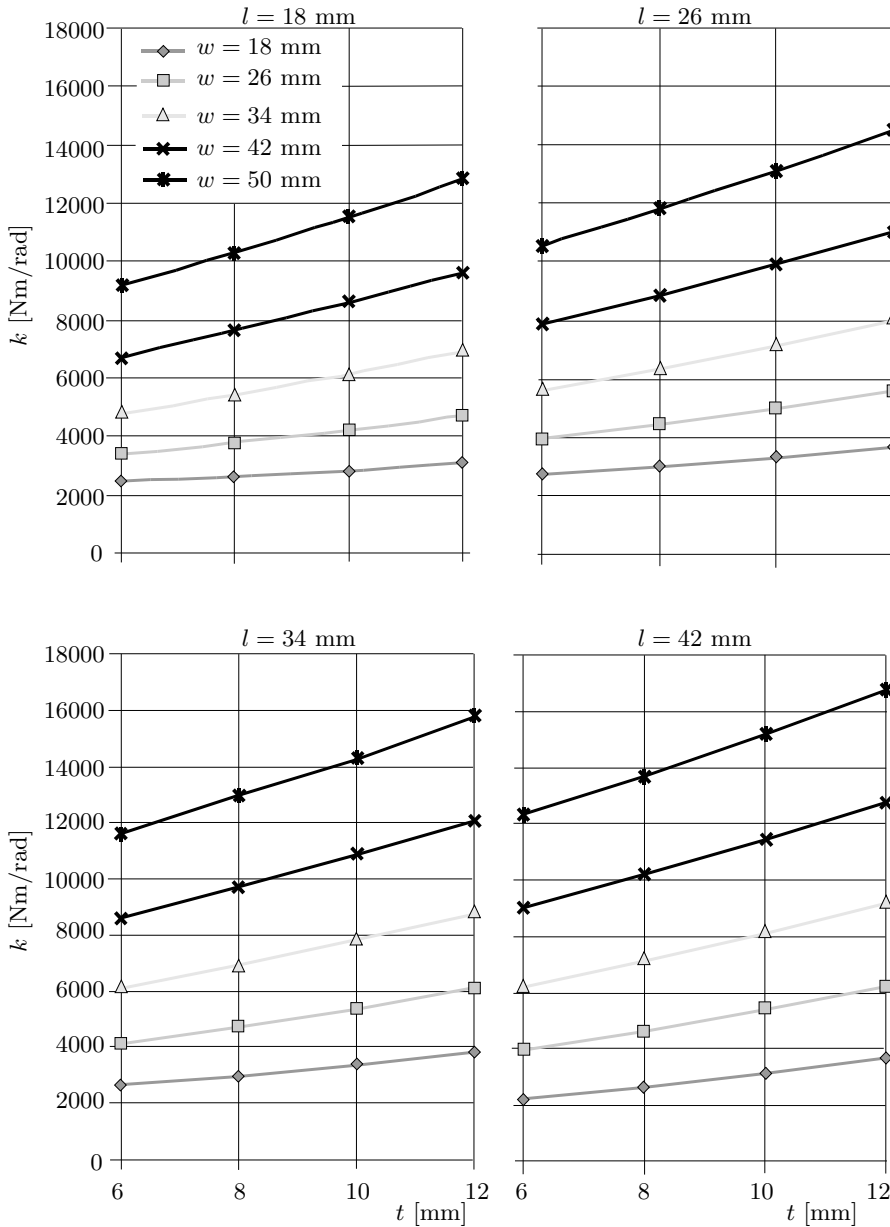 l = 18 mm
l = 26 mm
18000
16000
14000
12000
10000
8000
6000
4000
2000
0
k [Nm/rad]
w = 18 mm
w = 26 mm
w = 34 mm
w = 42 mm
w = 50 mm
l = 34 mm
l = 42 mm
18000
16000
14000
12000
10000
8000
6000
4000
2000
0
k [Nm/rad]
6 8 10 12
t [mm]
6 8 10 12
t [mm]